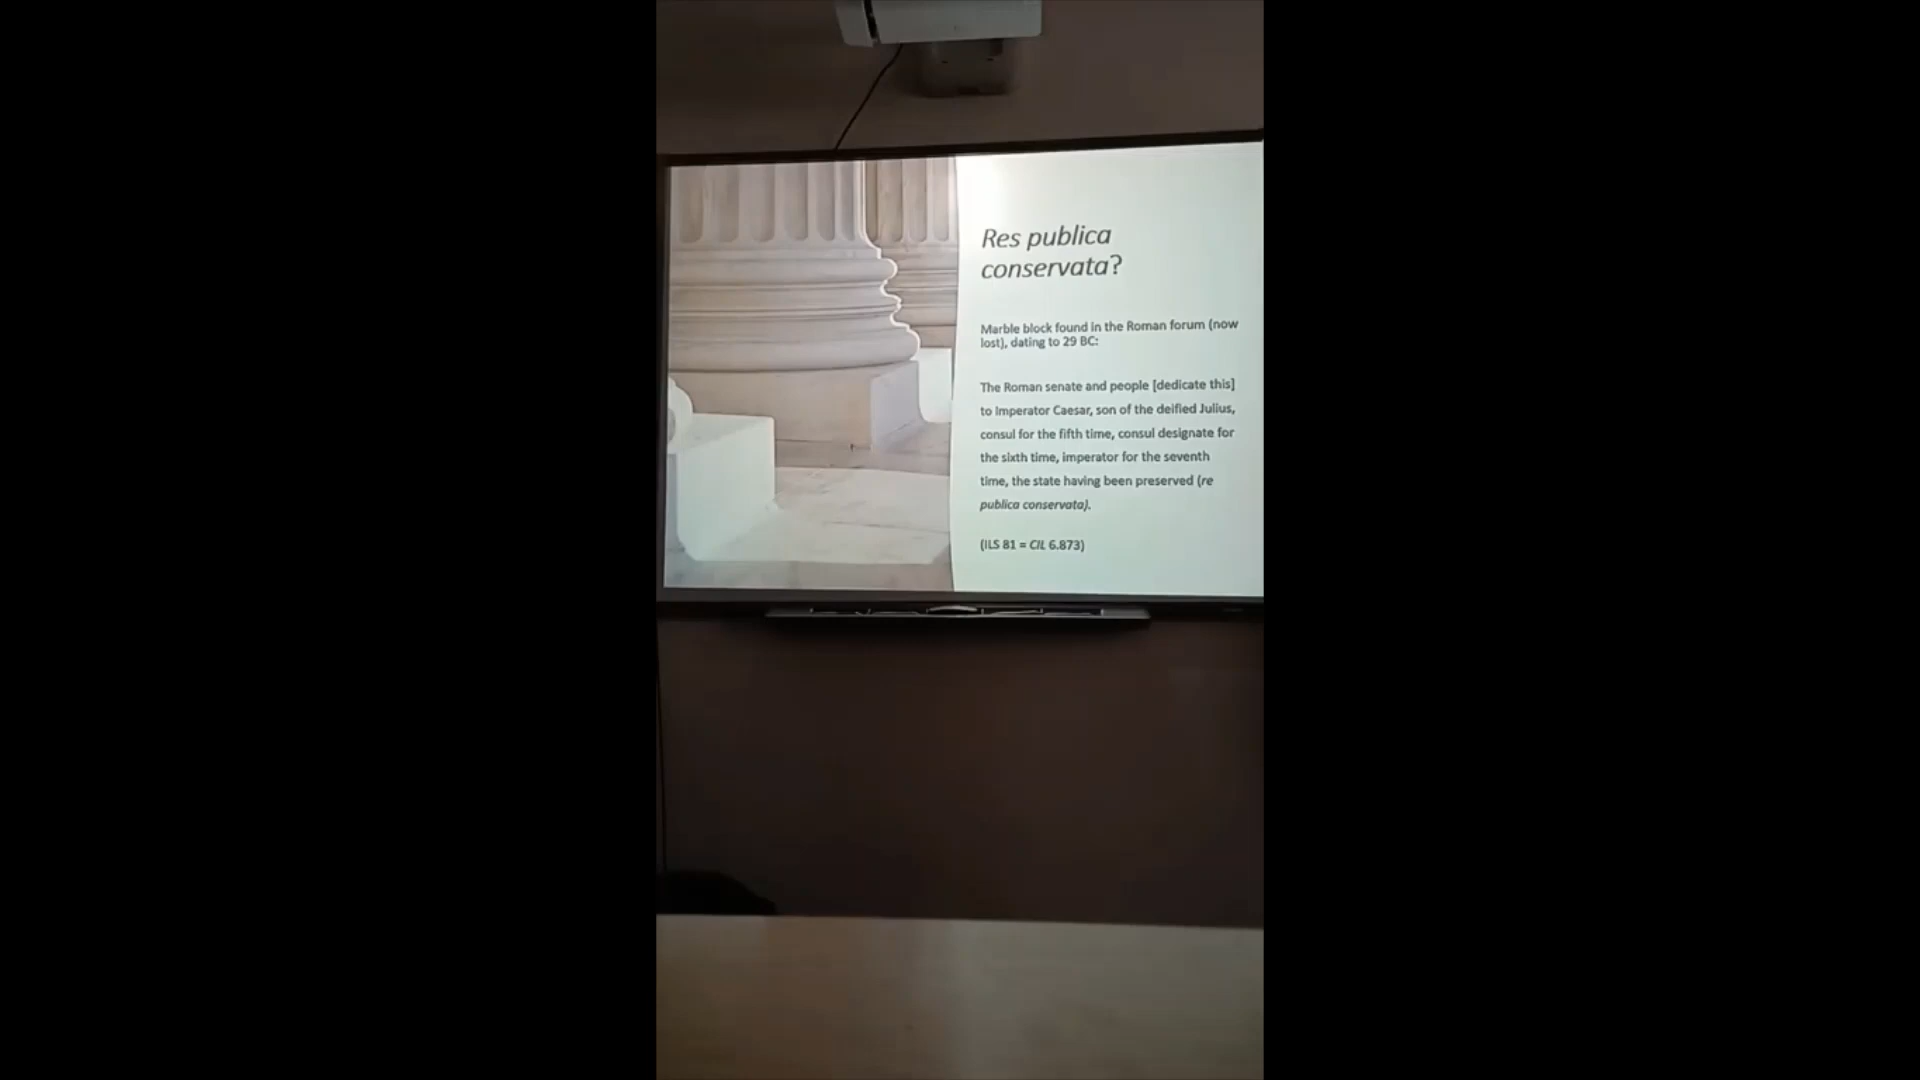 Res publica
conservata?
Marble block found in the Roman forum (now
lost), dating to 29 BC:
The Roman senate and people [dedicate this]
to Imperator Caesar, son of the deified Julius,
consul for the fifth time, consul designate for
the sixth time, imperator for the seventh
time, the state having been preserved (re
publica conservata).
(ILS 81 = CIL 6.873)